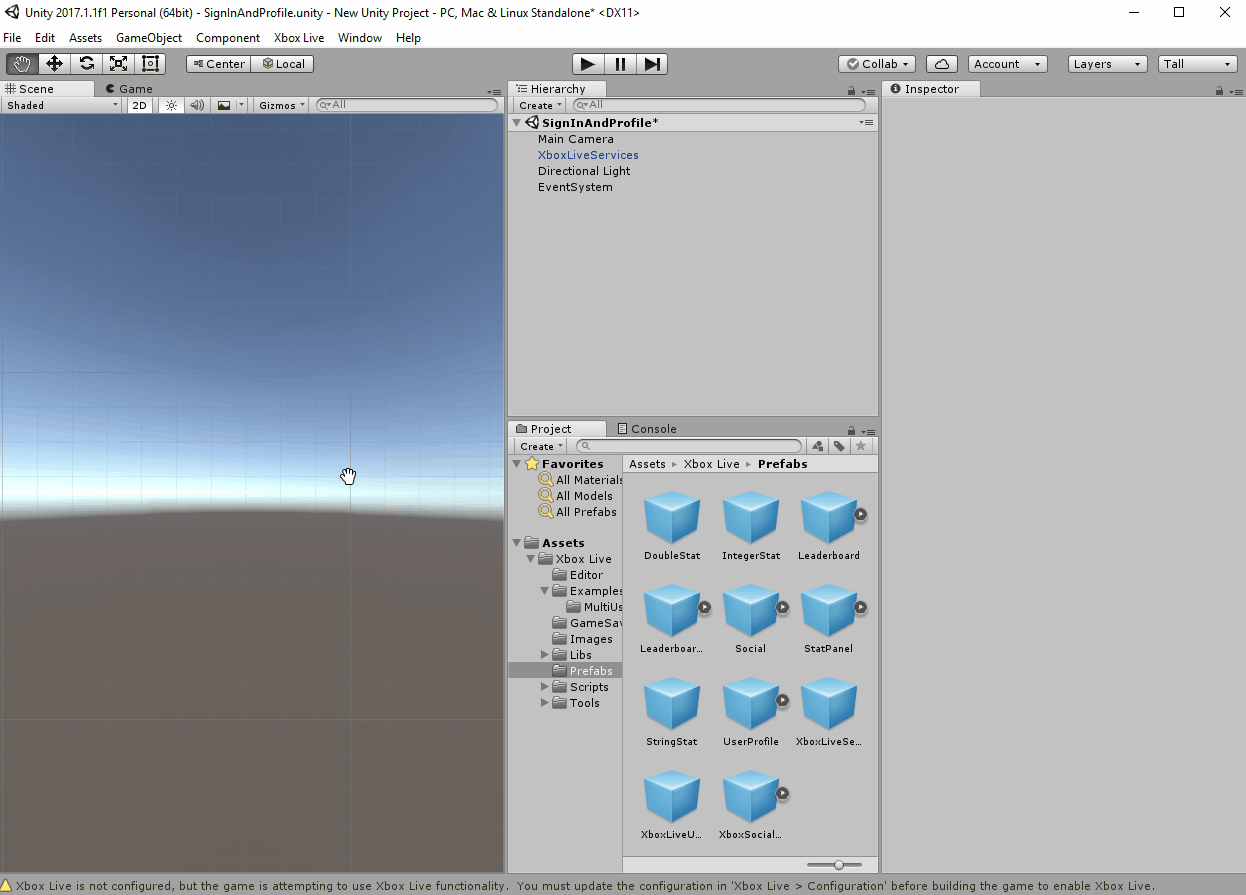 Unity 2017.1.1f1 Personal (64bit) - SignInAndProfile.unity - New Unity Project - PC, Mac & Linux Standalone* <DX11>
File Edit Assets GameObject Component Xbox Live Window Help
Center Local Collab Account Layers Tall
Scene Game
Shaded 2D Gizmos All
Hierarchy
Create All
SignInAndProfile*
Main Camera
XboxLiveServices
Directional Light
EventSystem
Inspector
Project Console
Create
Favorites
All Materials
All Models
All Prefabs
Assets
Xbox Live
Editor
Examples
MultiUs
GameSav
Images
Libs
Prefabs
Scripts
Tools
Assets Xbox Live Prefabs
DoubleStat IntegerStat Leaderboard
Leaderboar... Social StatPanel
StringStat UserProfile XboxLiveSe...
XboxLiveU... XboxSocial...
Xbox Live is not configured, but the game is attempting to use Xbox Live functionality. You must update the configuration in 'Xbox Live > Configuration' before building the game to enable Xbox Live.